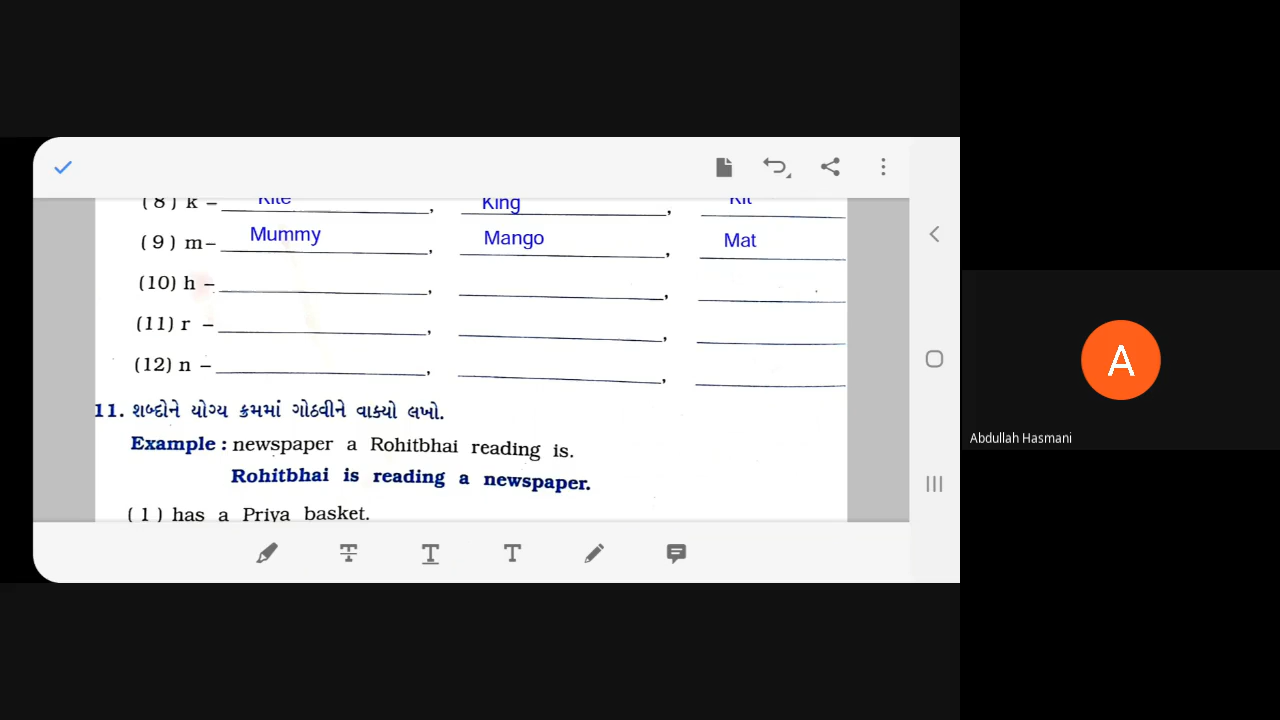 (8) k – Kite, King, Kit
(9) m – Mummy, Mango, Mat
(10) h – , ,
(11) r – , ,
(12) n – , ,
11. શબ્દોને યોગ્ય ક્રમમાં ગોઠવીને વાક્યો લખો.
Example : newspaper a Rohitbhai reading is.
Rohitbhai is reading a newspaper.
(1) has a Priya basket.
A
Abdullah Hasmani